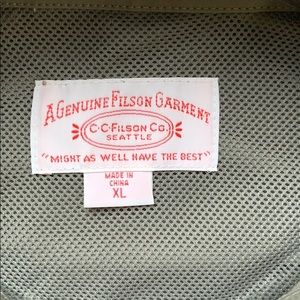 A GENUINE FILSON GARMENT
C·C·FILSON CO.
SEATTLE
"MIGHT AS WELL HAVE THE BEST"
MADE IN
CHINA
XL